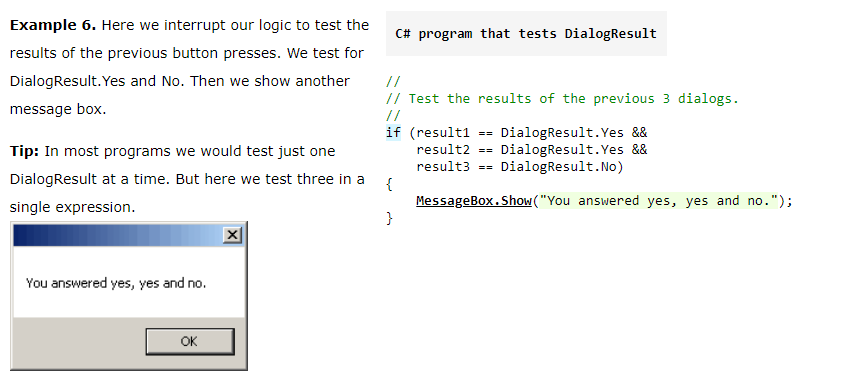 Example 6. Here we interrupt our logic to test the
results of the previous button presses. We test for
DialogResult.Yes and No. Then we show another
message box.
Tip: In most programs we would test just one
DialogResult at a time. But here we test three in a
single expression.
You answered yes, yes and no.
OK
C# program that tests DialogResult
//
// Test the results of the previous 3 dialogs.
//
if (result1 == DialogResult.Yes &&
    result2 == DialogResult.Yes &&
    result3 == DialogResult.No)
{
    MessageBox.Show("You answered yes, yes and no.");
}